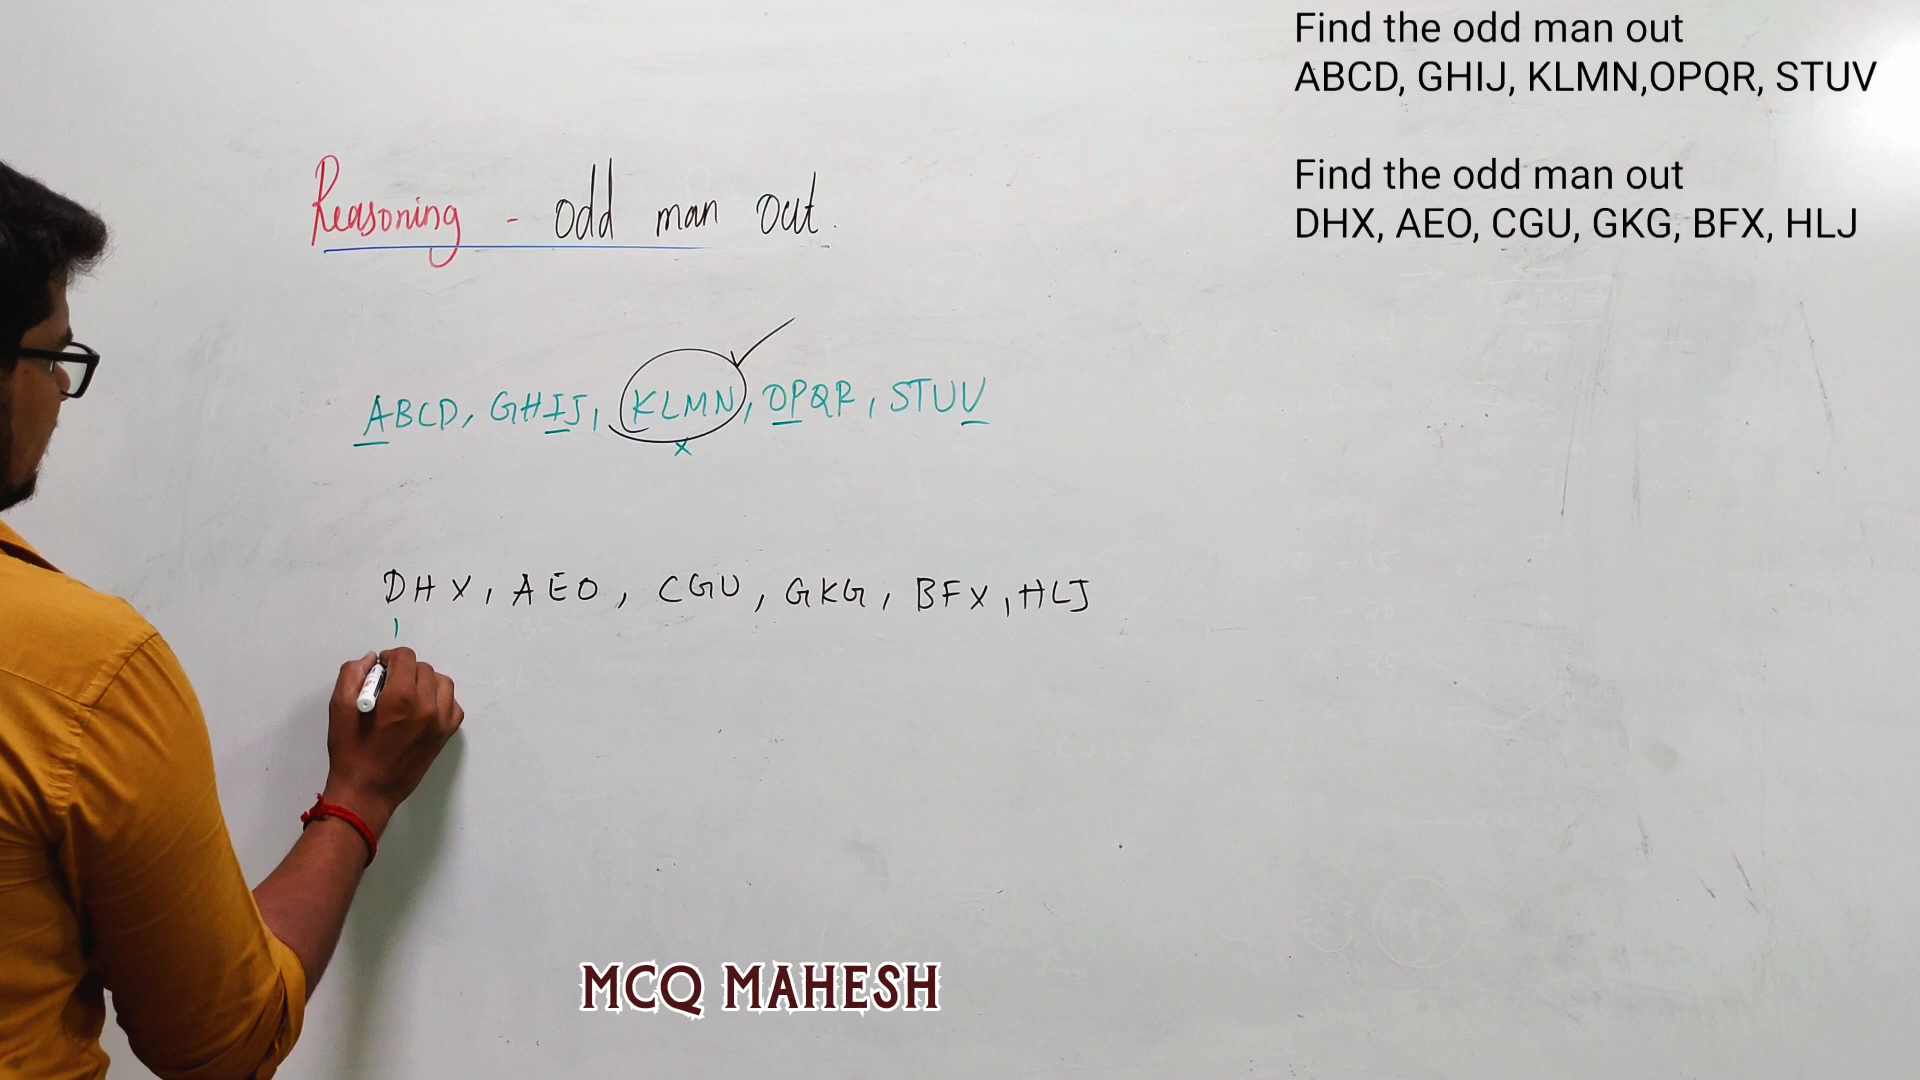 Find the odd man out
ABCD, GHIJ, KLMN,OPQR, STUV
Find the odd man out
DHX, AEO, CGU, GKG, BFX, HLJ
Reasoning - odd man out.
ABCD, GHIJ, KLMN, OPQR, STUV
x
DHX, AEO, CGU, GKG, BFX, HLJ
MCQ MAHESH